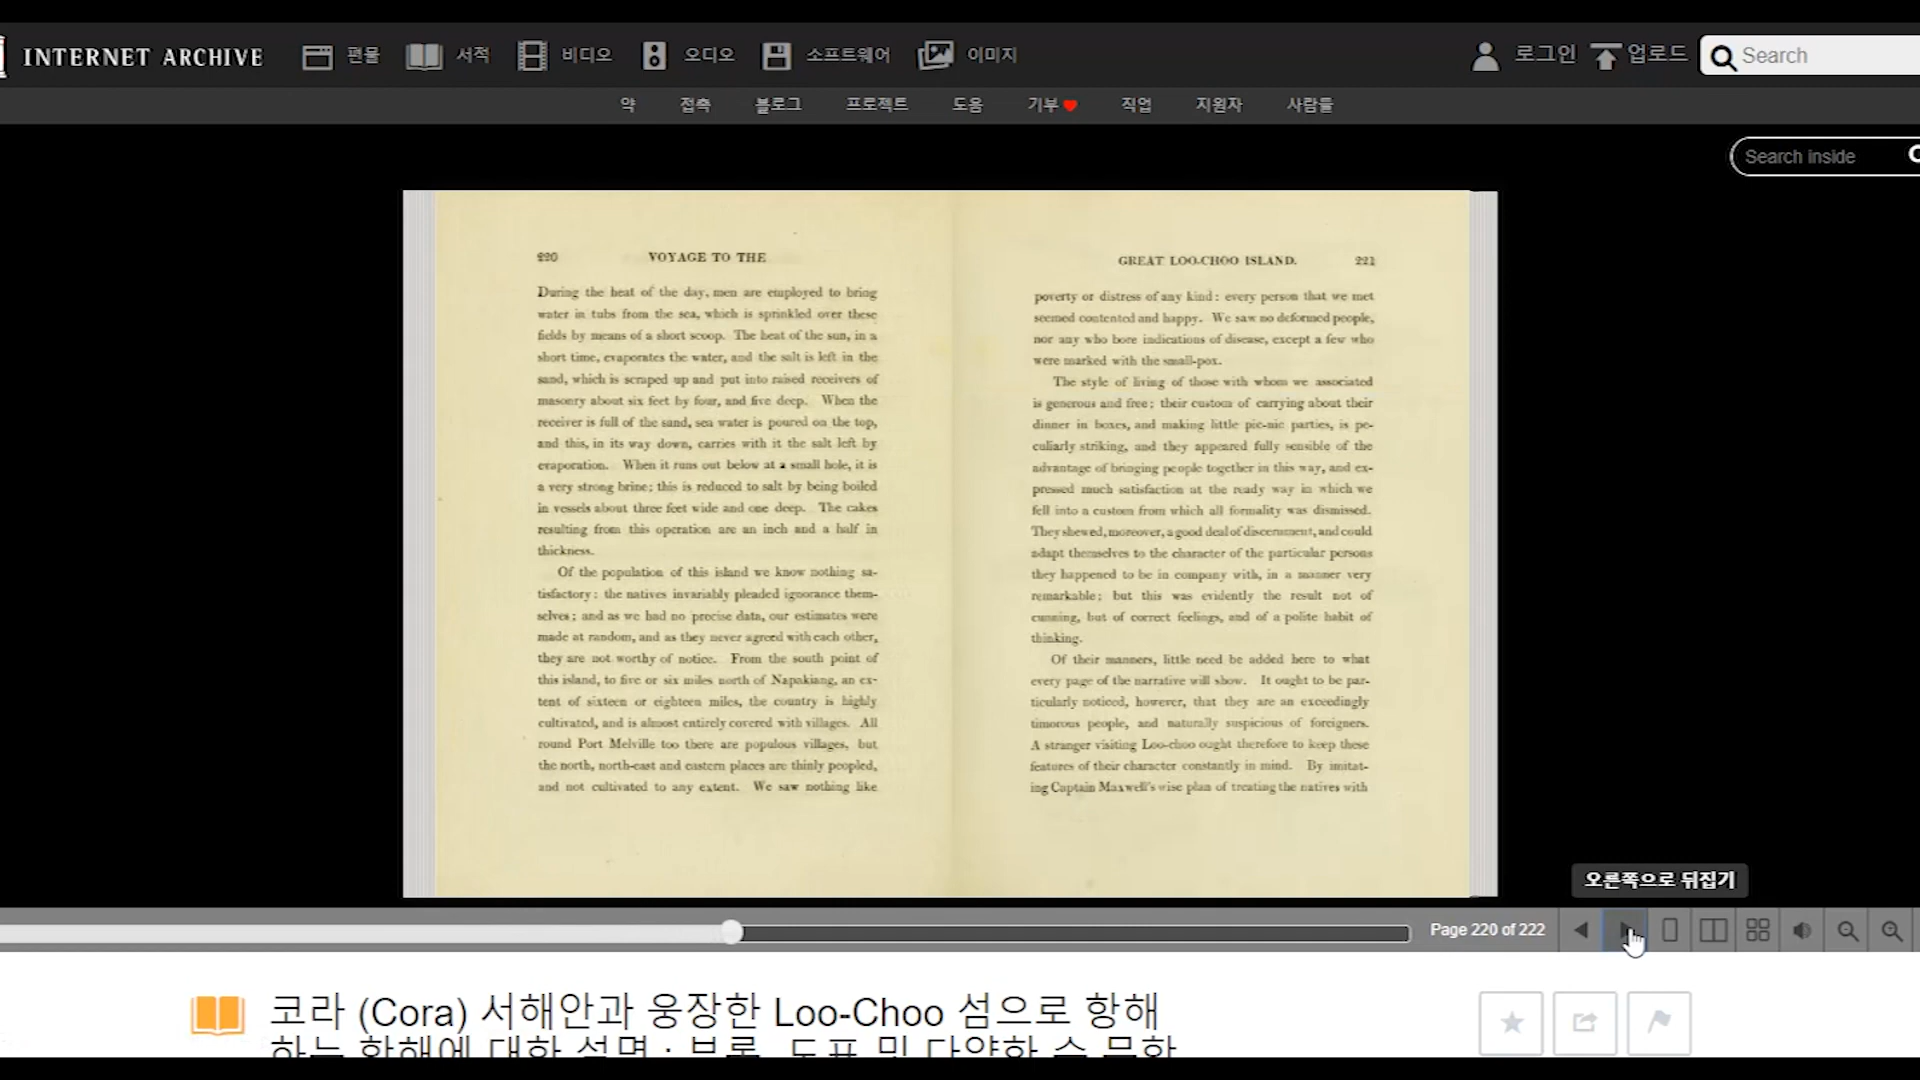 INTERNET ARCHIVE 편물 서적 비디오 오디오 소프트웨어 이미지 로그인 업로드 Search
약 접촉 블로그 프로젝트 도움 기부 직업 지원자 사람들
Search inside
220 VOYAGE TO THE
During the heat of the day, men are employed to bring
water in tubs from the sea, which is sprinkled over these
fields by means of a short scoop. The heat of the sun, in a
short time, evaporates the water, and the salt is left in the
sand, which is scraped up and put into raised receivers of
masonry about six feet by four, and five deep. When the
receiver is full of the sand, sea water is poured on the top,
and this, in its way down, carries with it the salt left by
evaporation. When it runs out below at a small hole, it is
a very strong brine; this is reduced to salt by being boiled
in vessels about three feet wide and one deep. The cakes
resulting from this operation are an inch and a half in
thickness.
Of the population of this island we know nothing sa-
tisfactory: the natives invariably pleaded ignorance them-
selves; and as we had no precise data, our estimates were
made at random, and as they never agreed with each other,
they are not worthy of notice. From the south point of
this island, to five or six miles north of Napakiang, an ex-
tent of sixteen or eighteen miles, the country is highly
cultivated, and is almost entirely covered with villages. All
round Port Melville too there are populous villages, but
the north, north-east and eastern places are thinly peopled,
and not cultivated to any extent. We saw nothing like
GREAT LOO-CHOO ISLAND. 221
poverty or distress of any kind: every person that we met
seemed contented and happy. We saw no deformed people,
nor any who bore indications of disease, except a few who
were marked with the small-pox.
The style of living of those with whom we associated
is generous and free; their custom of carrying about their
dinner in boxes, and making little pic-nic parties, is pe-
culiarly striking, and they appeared fully sensible of the
advantage of bringing people together in this way, and ex-
pressed much satisfaction at the ready way in which we
fell into a custom from which all formality was dismissed.
They shewed, moreover, a good deal of discernment, and could
adapt themselves to the character of the particular persons
they happened to be in company with, in a manner very
remarkable; but this was evidently the result not of
cunning, but of correct feelings, and of a polite habit of
thinking.
Of their manners, little need be added here to what
every page of the narrative will show. It ought to be par-
ticularly noticed, however, that they are an exceedingly
timorous people, and naturally suspicious of foreigners.
A stranger visiting Loo-choo ought therefore to keep these
features of their character constantly in mind. By imitat-
ing Captain Maxwell's wise plan of treating the natives with
오른쪽으로 뒤집기
Page 220 of 222
코라 (Cora) 서해안과 웅장한 Loo-Choo 섬으로 항해
하는 항해에 대한 설명 : 부록, 도표 및 다양한 수 문학